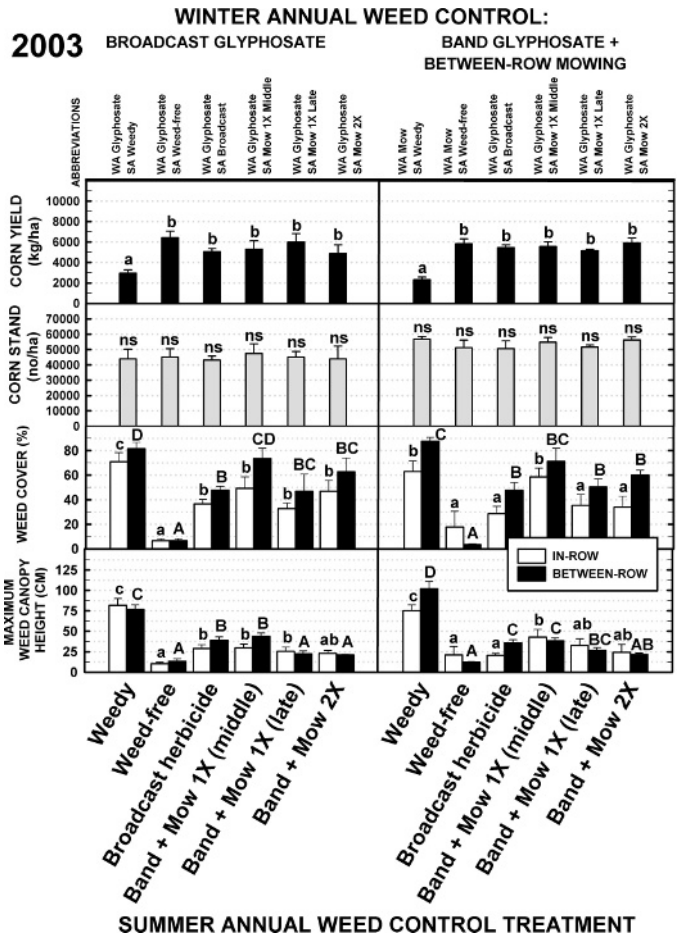 WINTER ANNUAL WEED CONTROL:
2003
BROADCAST GLYPHOSATE
BAND GLYPHOSATE +
BETWEEN-ROW MOWING
ABBREVIATIONS
WA Glyphosate
SA Weedy
WA Glyphosate
SA Weed-free
WA Glyphosate
SA Broadcast
WA Glyphosate
SA Mow 1X Middle
WA Glyphosate
SA Mow 1X Late
WA Glyphosate
SA Mow 2X
WA Mow
SA Weedy
WA Mow
SA Weed-free
WA Glyphosate
SA Broadcast
WA Glyphosate
SA Mow 1X Middle
WA Glyphosate
SA Mow 1X Late
WA Glyphosate
SA Mow 2X
CORN YIELD
(kg/ha)
10000
8000
6000
4000
2000
0
a b b b b b
a b b b b b
CORN STAND
(no/ha)
70000
60000
50000
40000
30000
20000
10000
0
ns ns ns ns ns ns
ns ns ns ns ns ns
WEED COVER (%)
80
60
40
20
0
c D a A b B b CD b BC b BC
b C a A a B b BC a B a B
MAXIMUM
WEED CANOPY
HEIGHT (CM)
125
100
75
50
25
0
c C a A b B b B b A ab A
c D a A a C b C ab BC ab AB
IN-ROW
BETWEEN-ROW
Weedy
Weed-free
Broadcast herbicide
Band + Mow 1X (middle)
Band + Mow 1X (late)
Band + Mow 2X
Weedy
Weed-free
Broadcast herbicide
Band + Mow 1X (middle)
Band + Mow 1X (late)
Band + Mow 2X
SUMMER ANNUAL WEED CONTROL TREATMENT